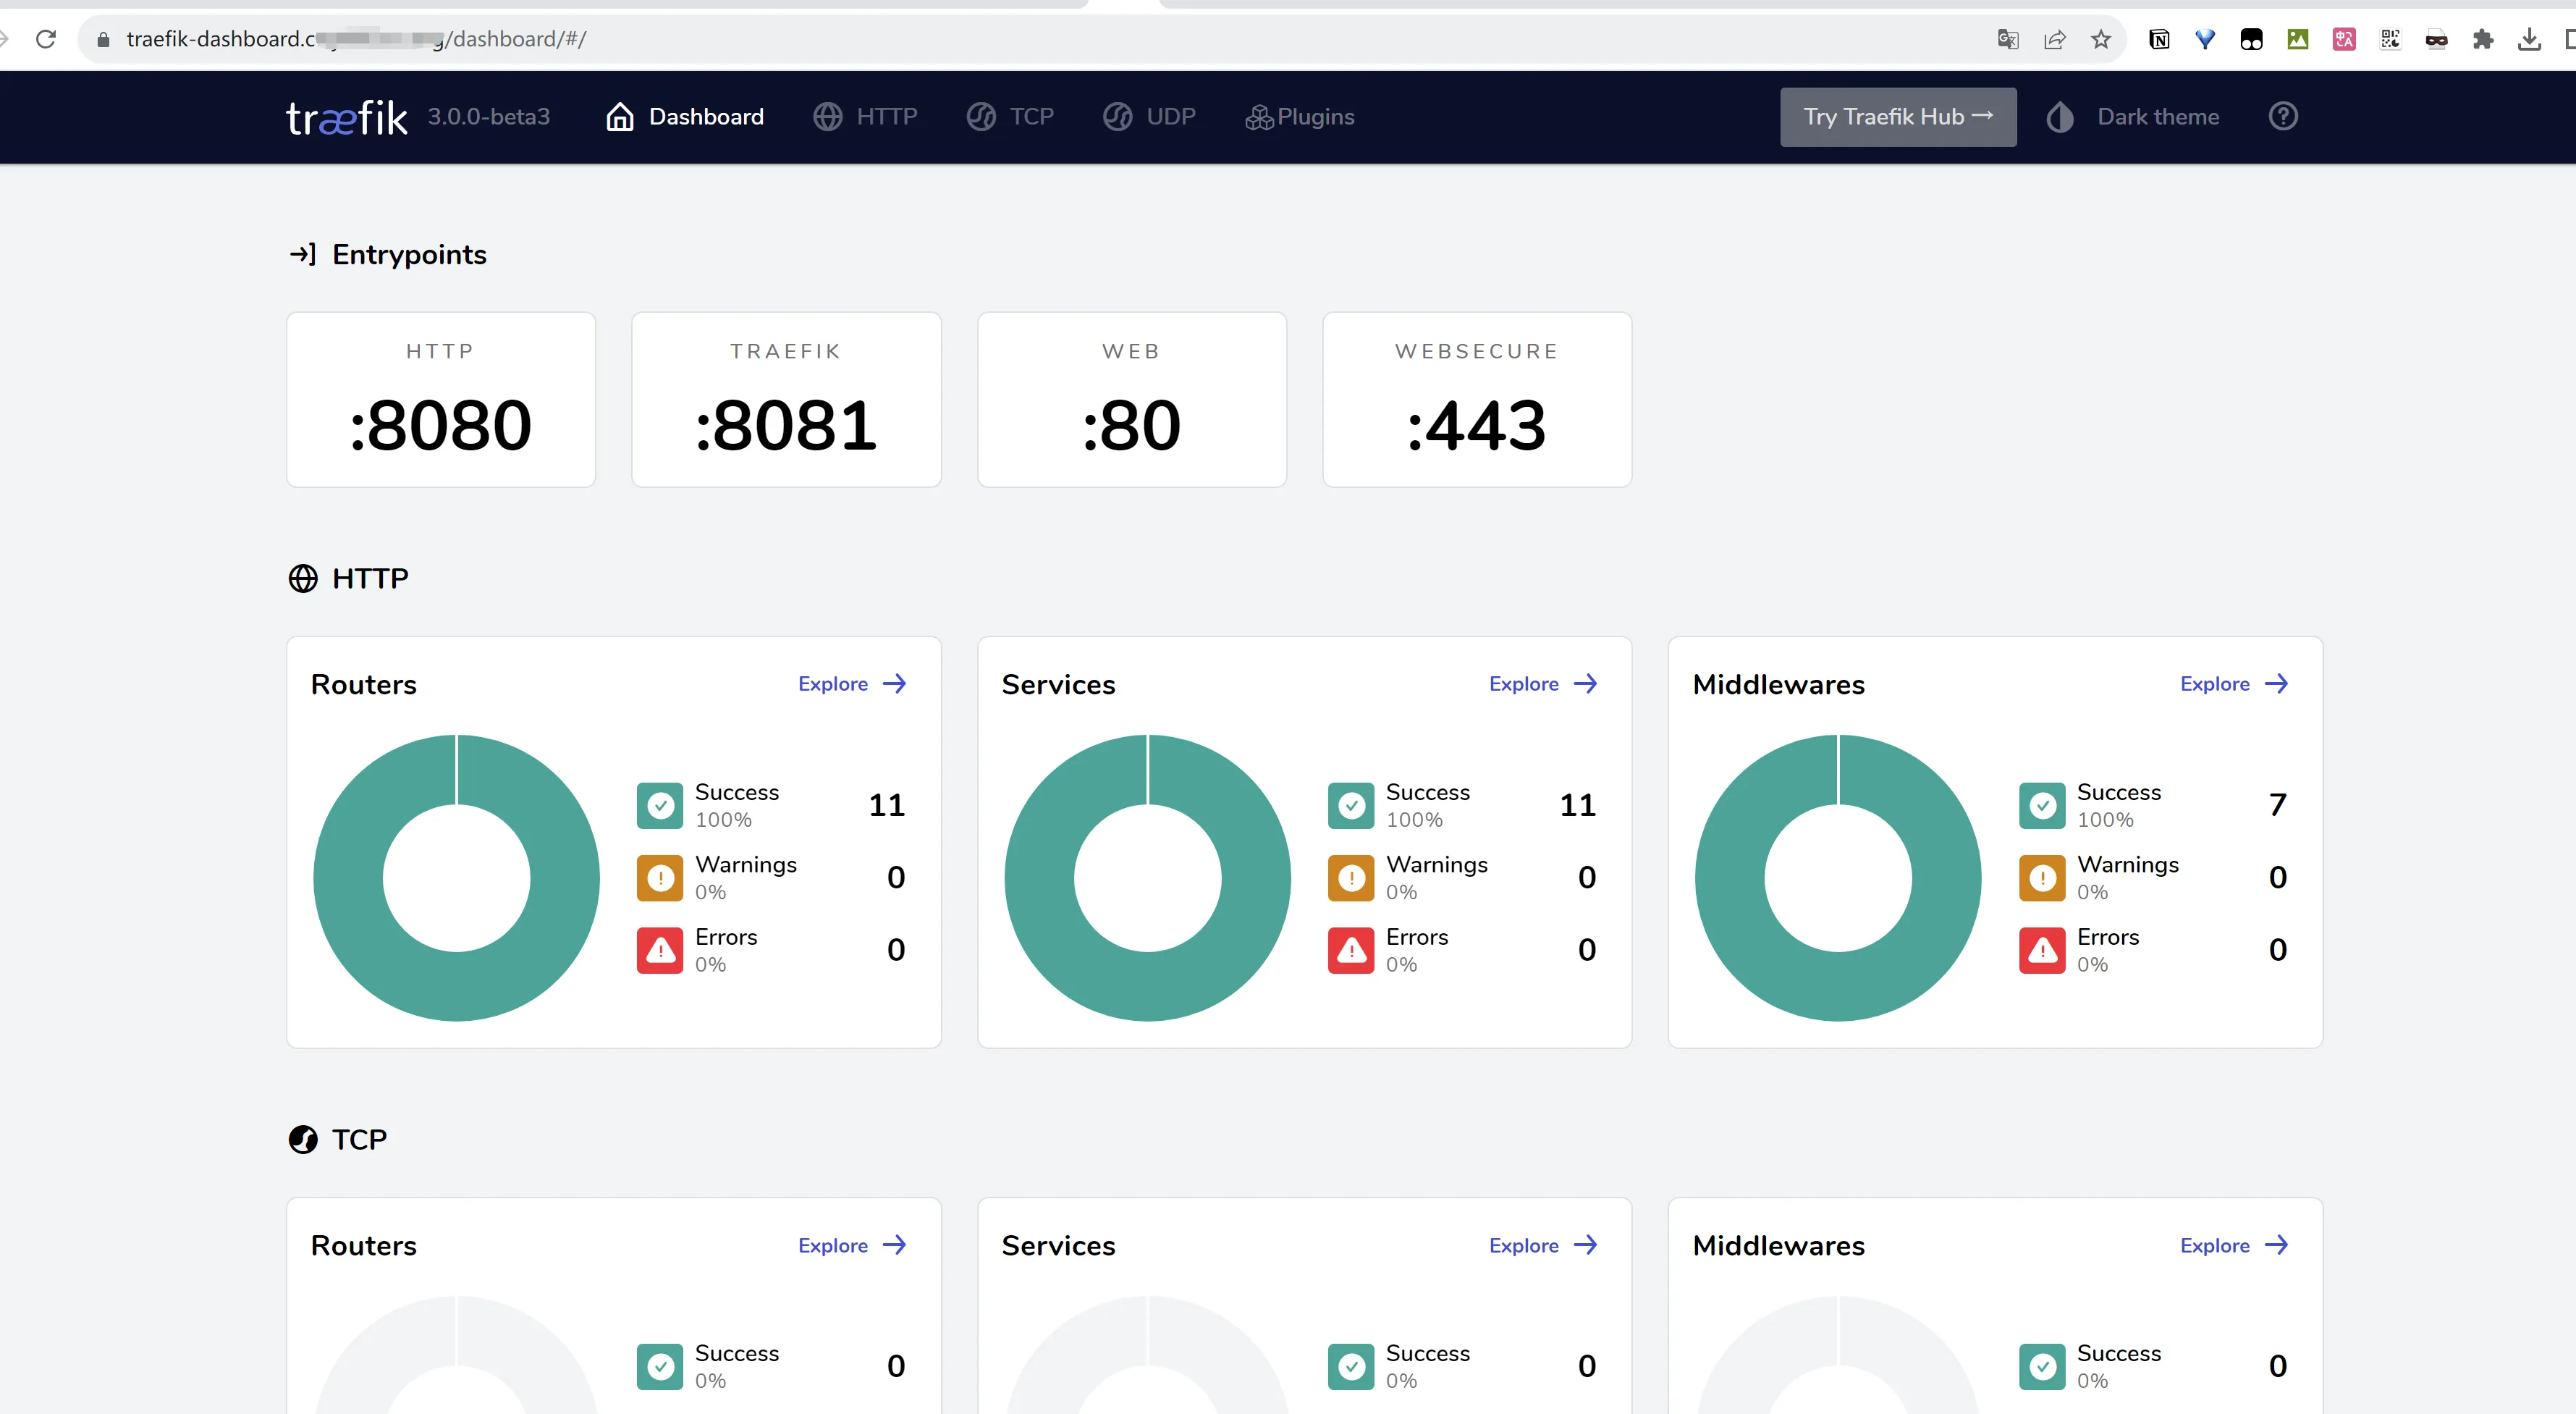 traefik-dashboard.c /dashboard/#/
træfik 3.0.0-beta3 Dashboard HTTP TCP UDP Plugins Try Traefik Hub → Dark theme
Entrypoints
HTTP
:8080
TRAEFIK
:8081
WEB
:80
WEBSECURE
:443
HTTP
Routers Explore
Success 11
100%
Warnings 0
0%
Errors 0
0%
Services Explore
Success 11
100%
Warnings 0
0%
Errors 0
0%
Middlewares Explore
Success 7
100%
Warnings 0
0%
Errors 0
0%
TCP
Routers Explore
Success 0
0%
Services Explore
Success 0
0%
Middlewares Explore
Success 0
0%